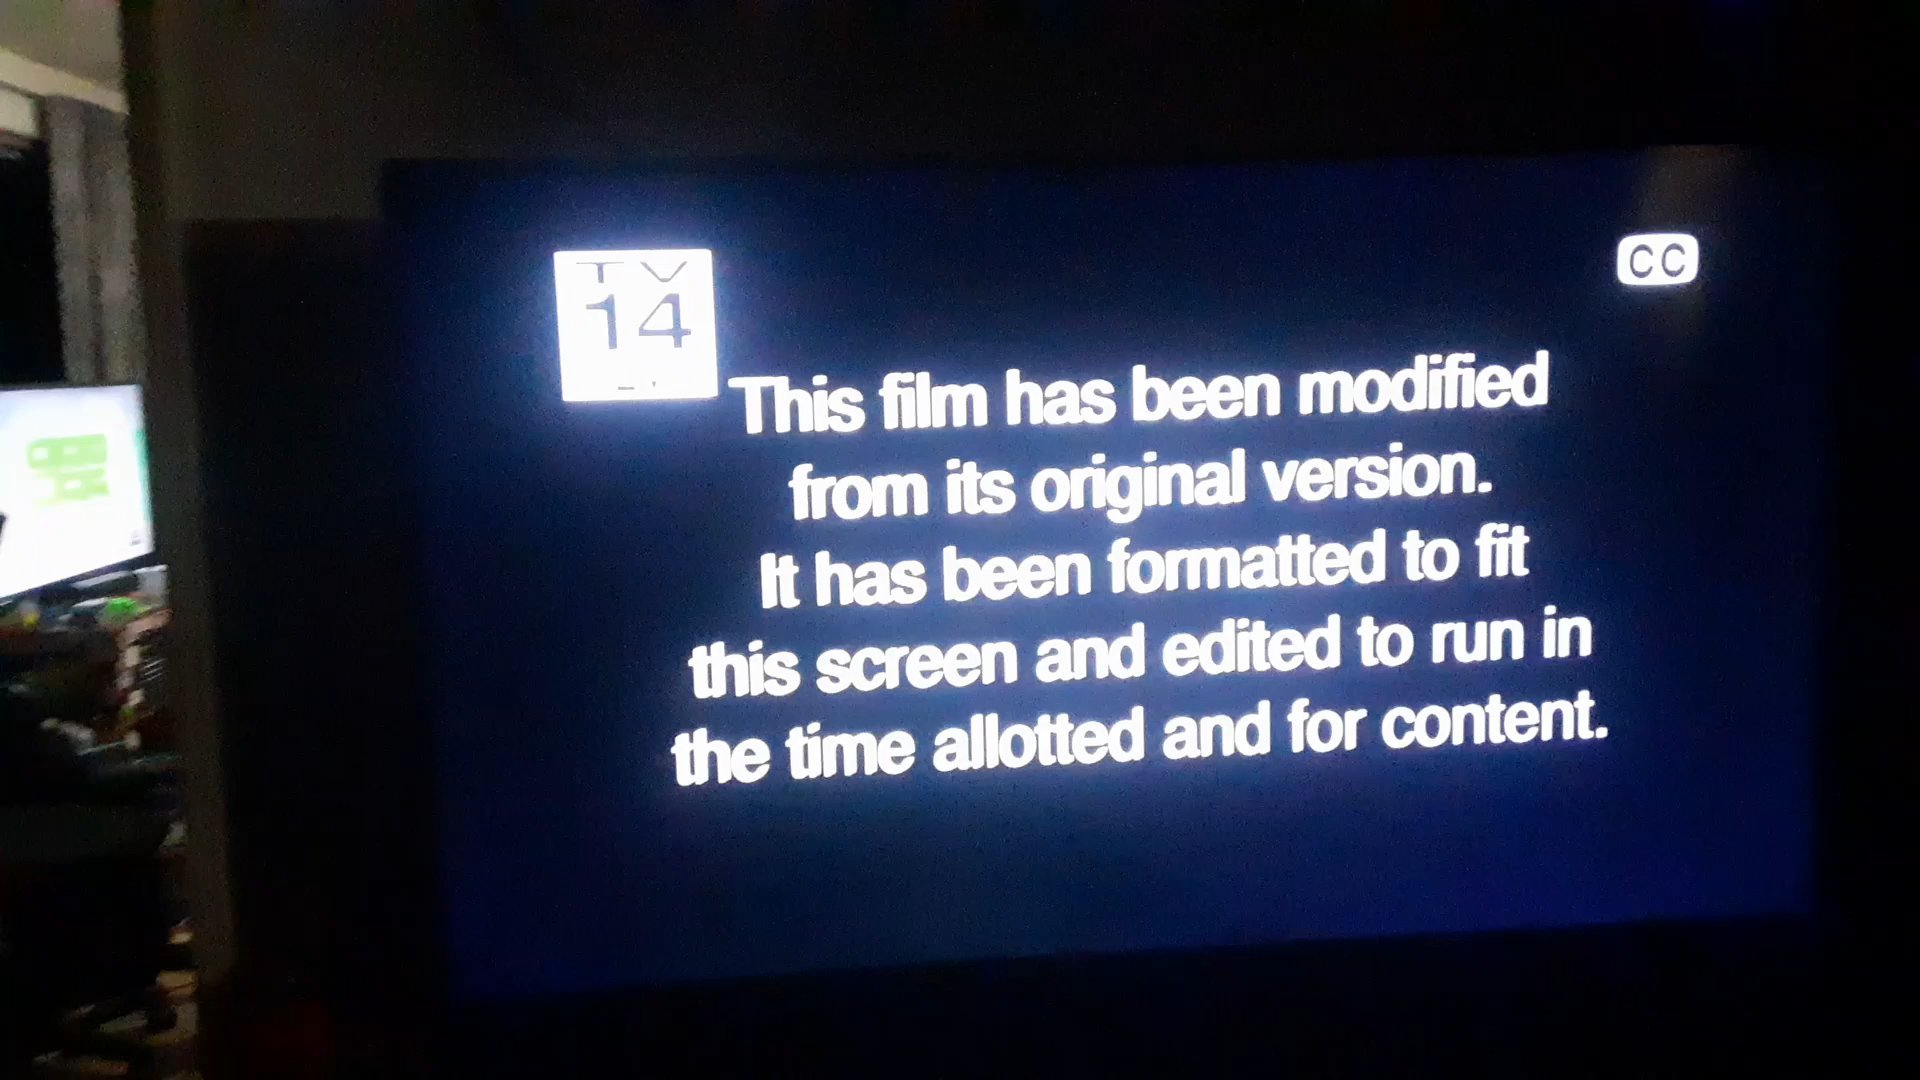 TV
14
CC
This film has been modified
from its original version.
It has been formatted to fit
this screen and edited to run in
the time allotted and for content.